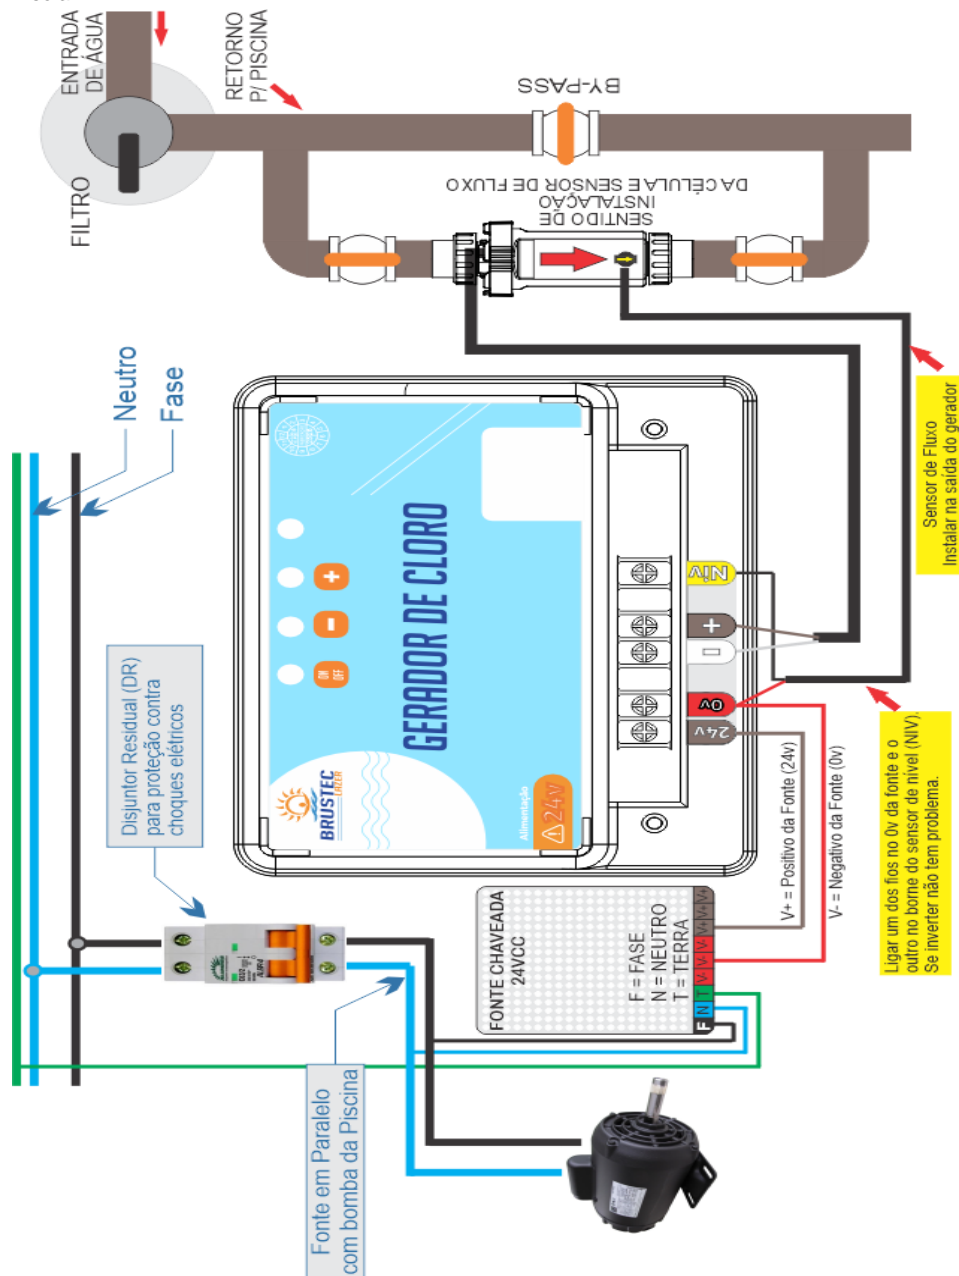 ENTRADA
DE ÁGUA
RETORNO
P/ PISCINA
BY-PASS
FILTRO
SENTIDO DE
INSTALAÇÃO
DA CÉLULA E SENSOR DE FLUXO
Neutro
Fase
Sensor de Fluxo
Instalar na saída do gerador
Disjuntor Residual (DR)
para proteção contra
choques elétricos
GERADOR DE CLORO
+
-
ON
OFF
BRUSTEC
LAZER
Alimentação
24v
Niv
+
-
0v
24v
V+ = Positivo da Fonte (24v)
V- = Negativo da Fonte (0v)
Ligar um dos fios no 0v da fonte e o
outro no borne do sensor de nível (NIV).
Se inverter não tem problema.
FONTE CHAVEADA
24VCC
F = FASE
N = NEUTRO
T = TERRA
F N T V- V- V- V+ V+ V+
Fonte em Paralelo
com bomba da Piscina